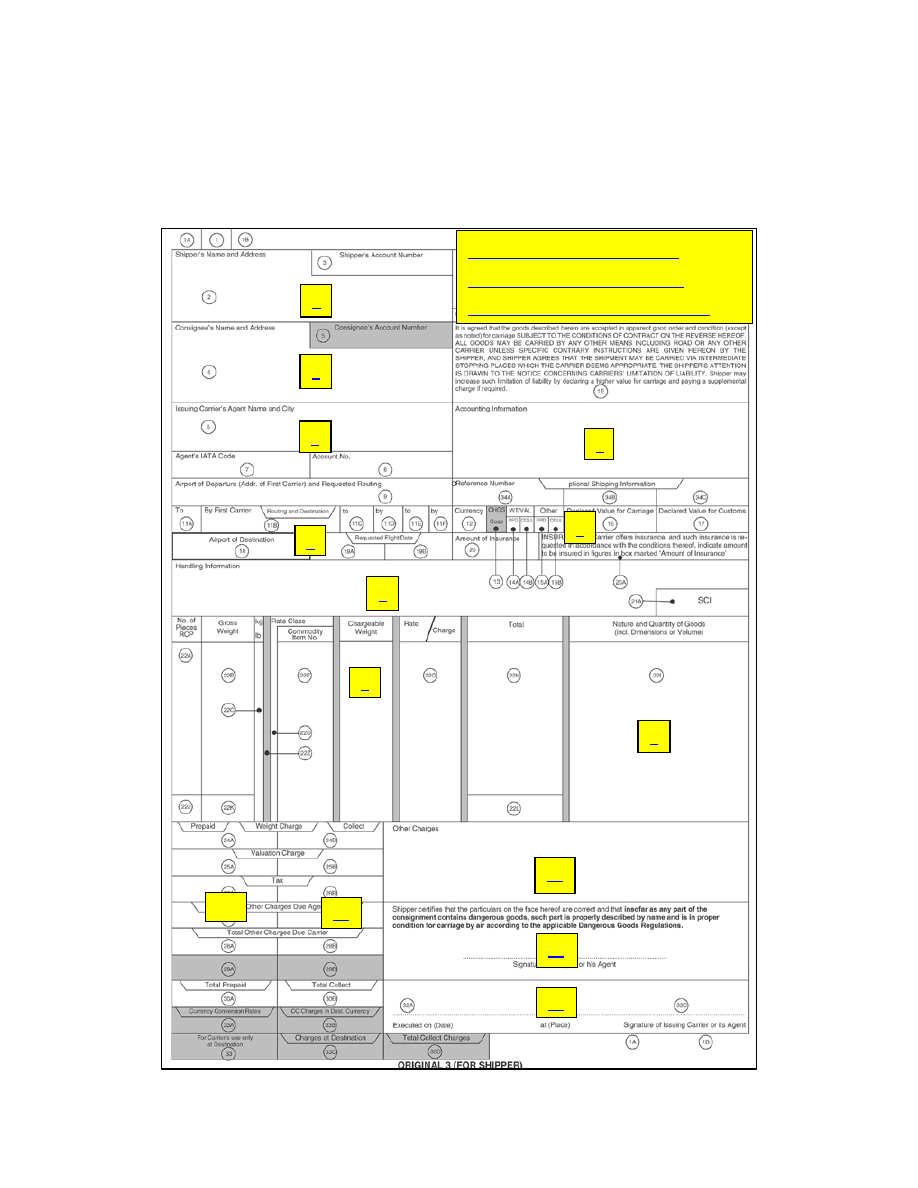 1A 1 1B
Shipper's Name and Address
Shipper's Account Number
3
2
Consignee's Name and Address
Consignee's Account Number
5
4
It is agreed that the goods described herein are accepted in apparent good order and condition (except
as noted) for carriage SUBJECT TO THE CONDITIONS OF CONTRACT ON THE REVERSE HEREOF.
ALL GOODS MAY BE CARRIED BY ANY OTHER MEANS INCLUDING ROAD OR ANY OTHER
CARRIER UNLESS SPECIFIC CONTRARY INSTRUCTIONS ARE GIVEN HEREON BY THE
SHIPPER, AND SHIPPER AGREES THAT THE SHIPMENT MAY BE CARRIED VIA INTERMEDIATE
STOPPING PLACES WHICH THE CARRIER DEEMS APPROPRIATE. THE SHIPPER'S ATTENTION
IS DRAWN TO THE NOTICE CONCERNING CARRIERS' LIMITATION OF LIABILITY. Shipper may
increase such limitation of liability by declaring a higher value for carriage and paying a supplemental
charge if required.
1E
Issuing Carrier's Agent Name and City
6
Accounting Information
Agent's IATA Code
7
Account No.
8
Airport of Departure (Addr. of First Carrier) and Requested Routing
9
Reference Number
34A
ptional Shipping Information
34B 34C
To
11A
By First Carrier
Routing and Destination
11B
to
11C
by
11D
to
11E
by
11F
Currency
12
CHGS
Code
WT/VAL
PPD COLL
Other
PPD COLL
Value for Carriage
16
Declared Value for Customs
17
Airport of Destination
18
Requested Flight/Date
19A 19B
Amount of Insurance
20
INSUR
arrier offers insurance, and such insurance is re-
quested in accordance with the conditions thereof, indicate amount
to be insured in figures in box marked "Amount of Insurance"
Handling Information
13 14A 14B 15A 15B 20A
21A
SCI
No. of
Pieces
RCP
Gross
Weight
kg
lb
Rate Class
Commodity
Item No.
Chargeable
Weight
Rate
Charge
Total
Nature and Quantity of Goods
(incl. Dimensions or Volume)
22A
22B 22E 22G 22H 22I
22C
22D
22Z
22J 22K 22L
Prepaid
Weight Charge
Collect
24A 24B
Other Charges
Valuation Charge
25A 25B
Tax
26B
Other Charges Due Age
Total Other Charges Due Carrier
28A 28B
29A 29B
Shipper certifies that the particulars on the face hereof are correct and that insofar as any part of the
consignment contains dangerous goods, such part is properly described by name and is in proper
condition for carriage by air according to the applicable Dangerous Goods Regulations.
Signatu
or his Agent
Total Prepaid
30A
Total Collect
30B
32A 32C
Currency Conversion Rates
33A
CC Charges in Dest. Currency
33B
Executed on (Date)
at (Place)
Signature of Issuing Carrier or its Agent
For Carrier's use only
at Destination
33
Charges at Destination
33C
Total Collect Charges
33D
1A 1B
ORIGINAL 3 (FOR SHIPPER)